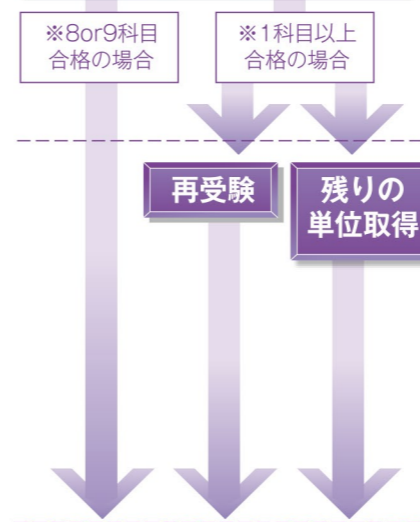 ※8or9科目
合格の場合
※1科目以上
合格の場合
再受験
残りの
単位取得